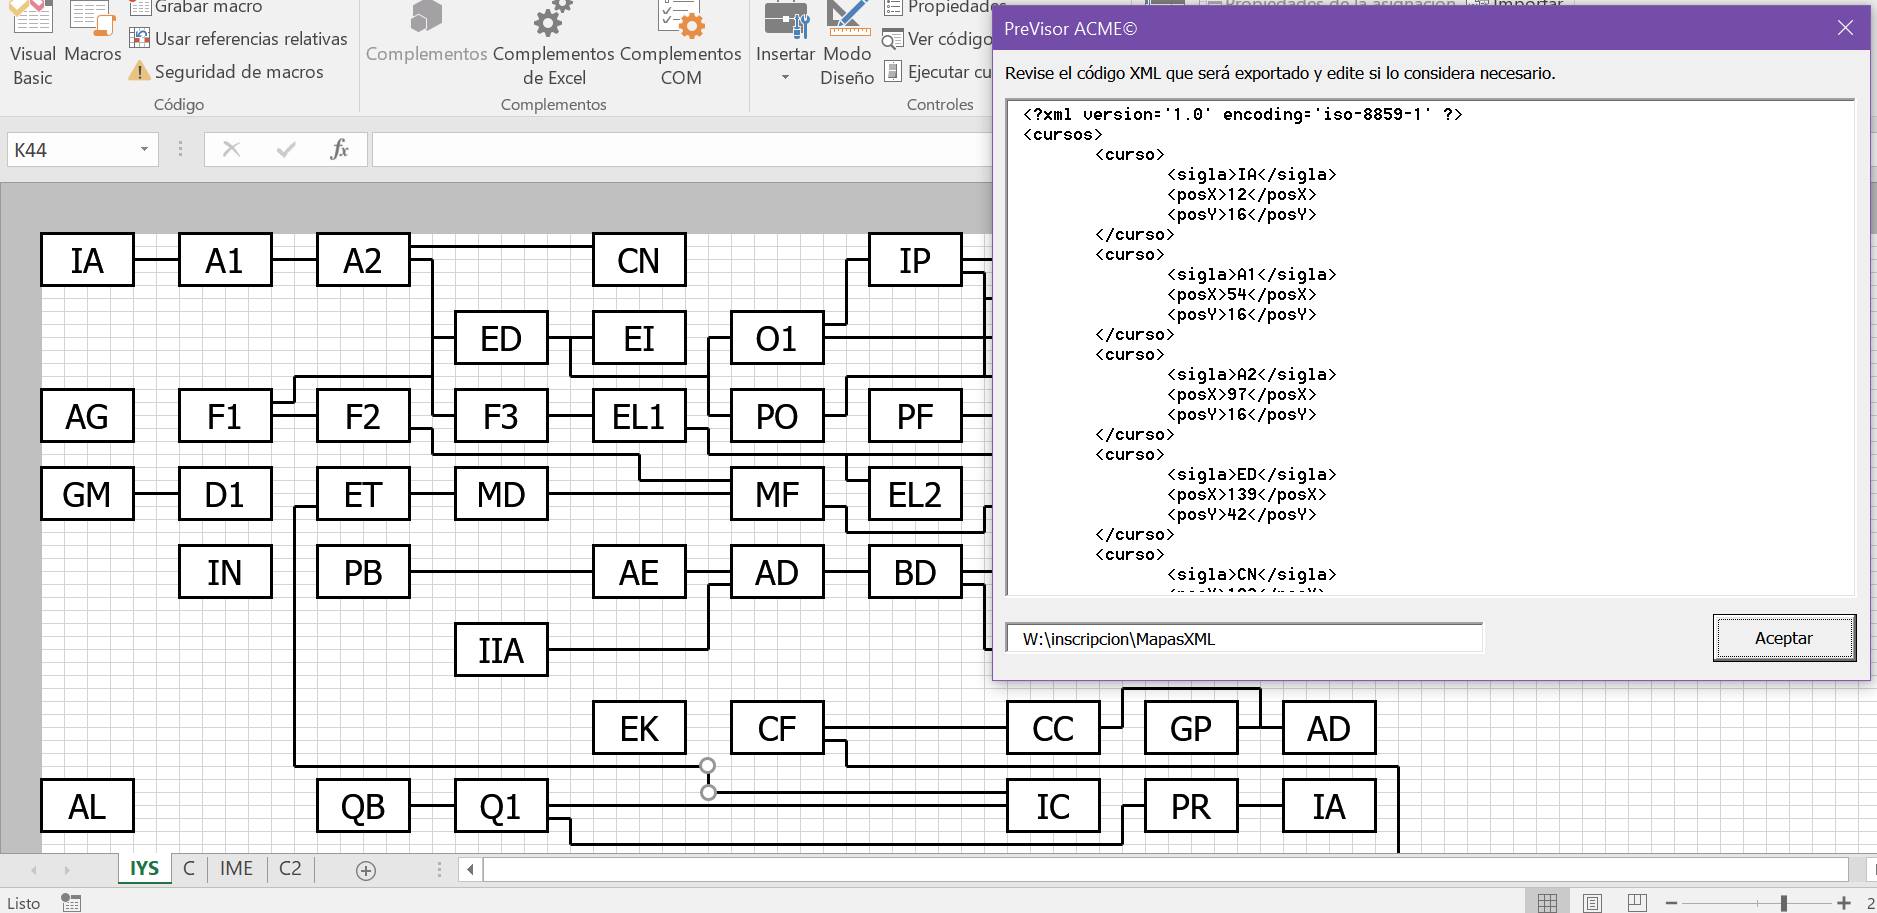 Grabar macro
Propiedades
Visual Basic
Macros
Usar referencias relativas
Seguridad de macros
Complementos
Complementos de Excel
Complementos COM
Insertar
Modo Diseño
Ver código
Ejecutar cu
Código
Complementos
Controles
Propiedades de la asignación
Importar
K44
fx
PreVisor ACME©
Revise el código XML que será exportado y edite si lo considera necesario.
<?xml version='1.0' encoding='iso-8859-1' ?>
<cursos>
<curso>
<sigla>IA</sigla>
<posX>12</posX>
<posY>16</posY>
</curso>
<curso>
<sigla>A1</sigla>
<posX>54</posX>
<posY>16</posY>
</curso>
<curso>
<sigla>A2</sigla>
<posX>97</posX>
<posY>16</posY>
</curso>
<curso>
<sigla>ED</sigla>
<posX>139</posX>
<posY>42</posY>
</curso>
<curso>
<sigla>CN</sigla>
W:\inscripcion\MapasXML
Aceptar
IA A1 A2 CN IP
ED EI O1
AG F1 F2 F3 EL1 PO PF
GM D1 ET MD MF EL2
IN PB AE AD BD
IIA
EK CF CC GP AD
AL QB Q1 IC PR IA
IYS C IME C2
Listo
2